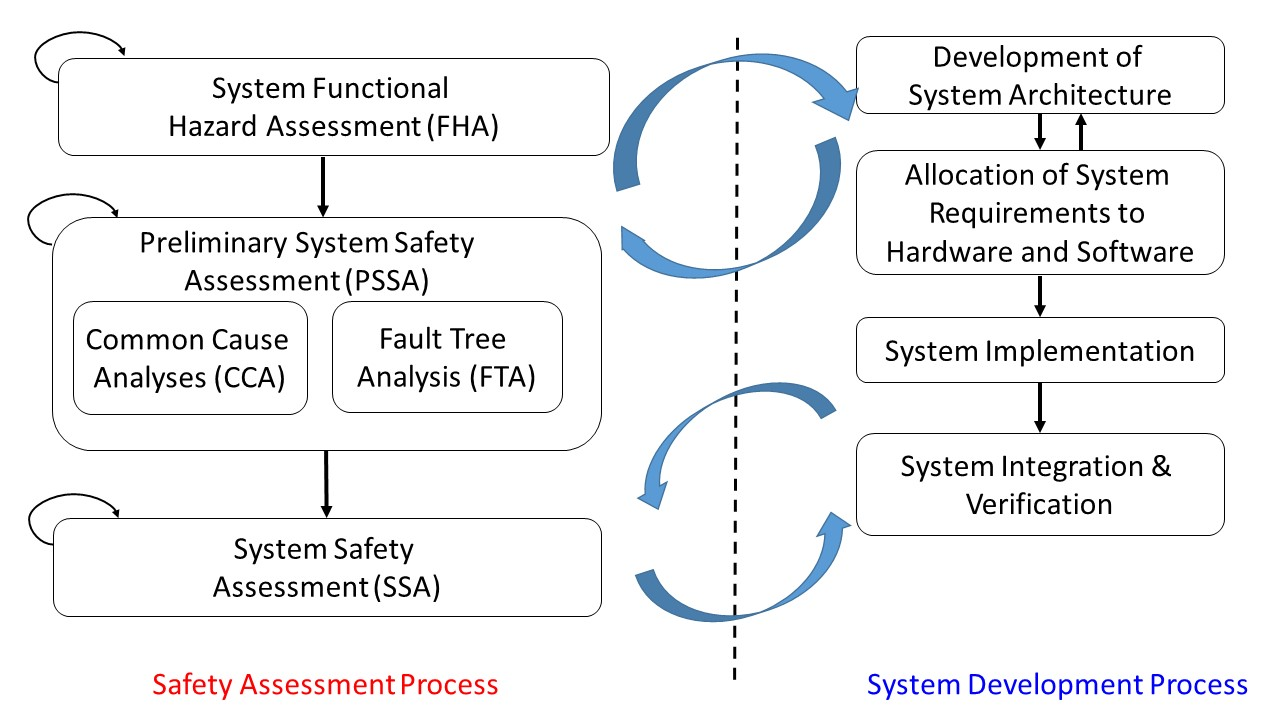 System Functional
Hazard Assessment (FHA)
Preliminary System Safety
Assessment (PSSA)
Common Cause
Analyses (CCA)
Fault Tree
Analysis (FTA)
System Safety
Assessment (SSA)
Safety Assessment Process
Development of
System Architecture
Allocation of System
Requirements to
Hardware and Software
System Implementation
System Integration &
Verification
System Development Process